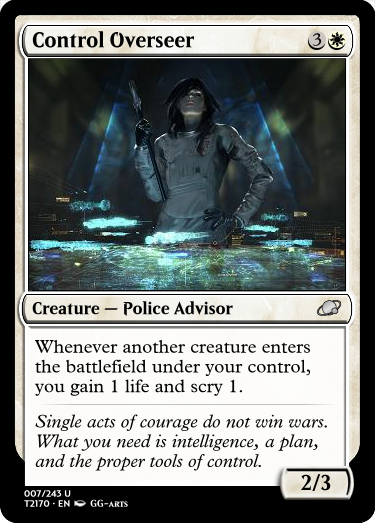 Control Overseer 3
Creature — Police Advisor
Whenever another creature enters
the battlefield under your control,
you gain 1 life and scry 1.
Single acts of courage do not win wars.
What you need is intelligence, a plan,
and the proper tools of control.
2/3
007/243 U
T2170 · EN GG-ARTS